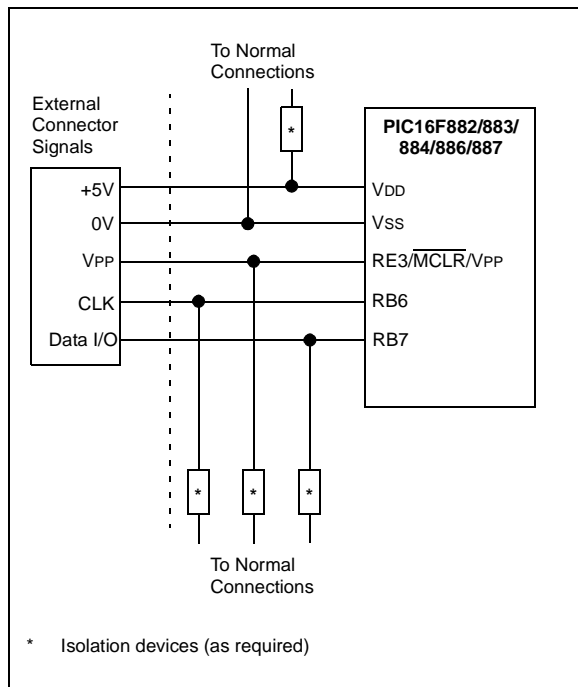 To Normal
Connections
External
Connector
Signals
*
PIC16F882/883/
884/886/887
+5V
VDD
0V
VSS
VPP
RE3/MCLR/VPP
CLK
RB6
Data I/O
RB7
* * *
To Normal
Connections
* Isolation devices (as required)